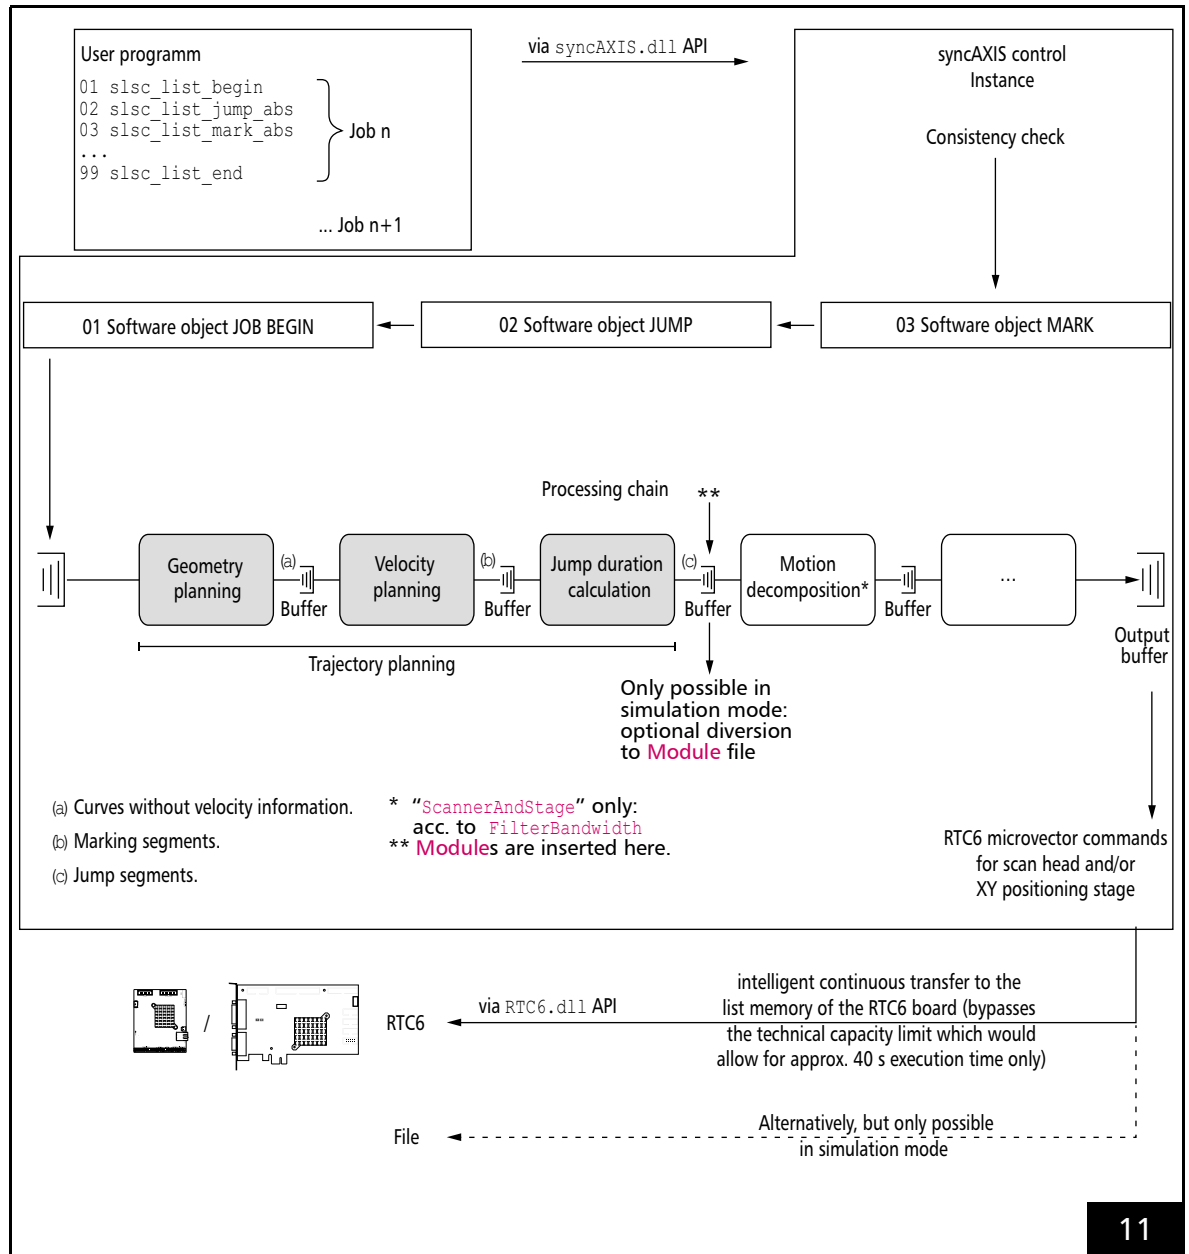 User programm
01 slsc_list_begin
02 slsc_list_jump_abs
03 slsc_list_mark_abs
...
99 slsc_list_end
Job n
... Job n+1
via syncAXIS.dll API
syncAXIS control
Instance
Consistency check
01 Software object JOB BEGIN
02 Software object JUMP
03 Software object MARK
Processing chain
**
Geometry
planning
(a)
Buffer
Velocity
planning
(b)
Buffer
Jump duration
calculation
(c)
Buffer
Motion
decomposition*
Buffer
...
Output
buffer
Trajectory planning
Only possible in
simulation mode:
optional diversion
to Module file
(a) Curves without velocity information.
(b) Marking segments.
(c) Jump segments.
* "ScannerAndStage" only:
acc. to FilterBandwidth
** Modules are inserted here.
RTC6 microvector commands
for scan head and/or
XY positioning stage
/
RTC6
via RTC6.dll API
intelligent continuous transfer to the
list memory of the RTC6 board (bypasses
the technical capacity limit which would
allow for approx. 40 s execution time only)
File
Alternatively, but only possible
in simulation mode
11